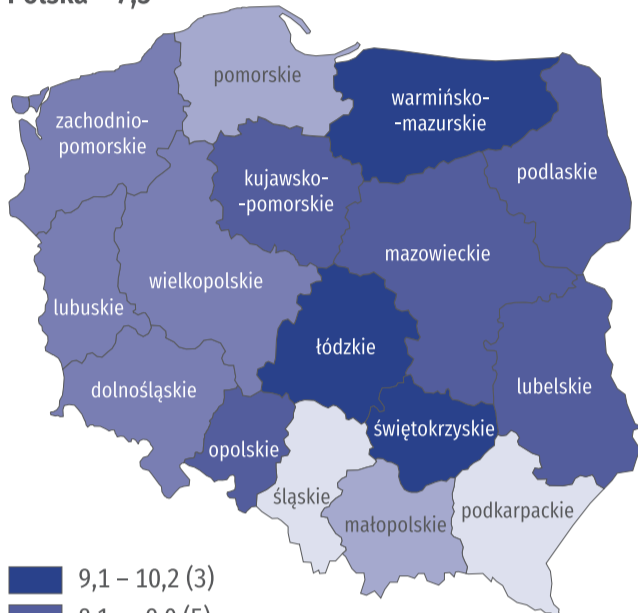 pomorskie
warmińsko-
-mazurskie
zachodnio-
pomorskie
podlaskie
kujawsko-
-pomorskie
mazowieckie
wielkopolskie
lubuskie
łódzkie
dolnośląskie
lubelskie
świętokrzyskie
opolskie
śląskie
podkarpackie
małopolskie
9,1 – 10,2 (3)